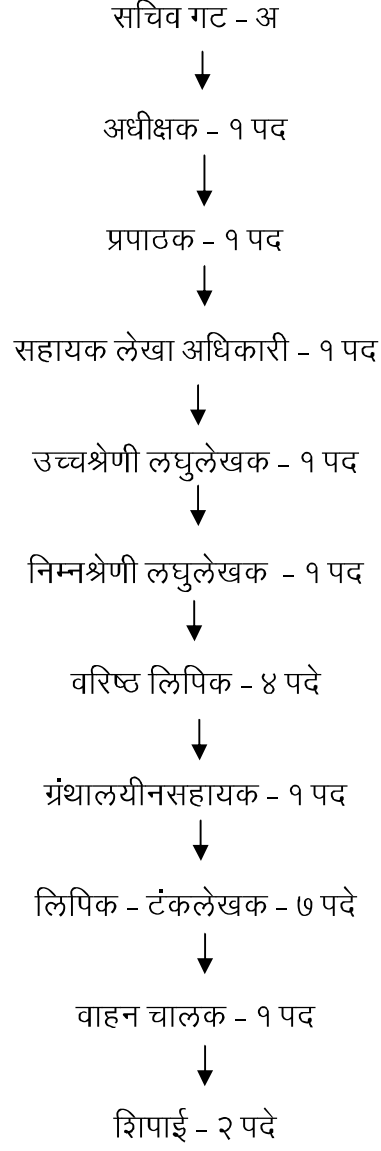 सचिव गट – अ
अधीक्षक – १ पद
प्रपाठक – १ पद
सहायक लेखा अधिकारी – १ पद
उच्चश्रेणी लघुलेखक – १ पद
निम्नश्रेणी लघुलेखक – १ पद
वरिष्ठ लिपिक – ४ पदे
ग्रंथालयीनसहायक – १ पद
लिपिक – टंकलेखक – ७ पदे
वाहन चालक – १ पद
शिपाई – २ पदे